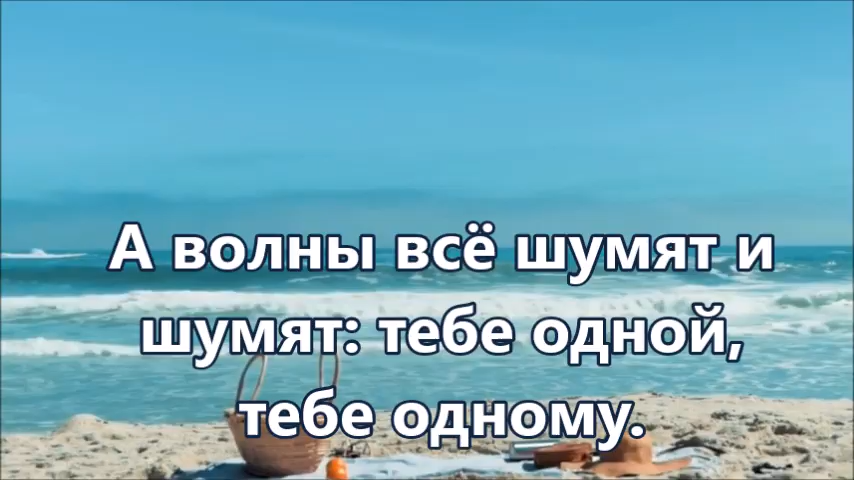 А волны всё шумят и
шумят: тебе одной,
тебе одному.